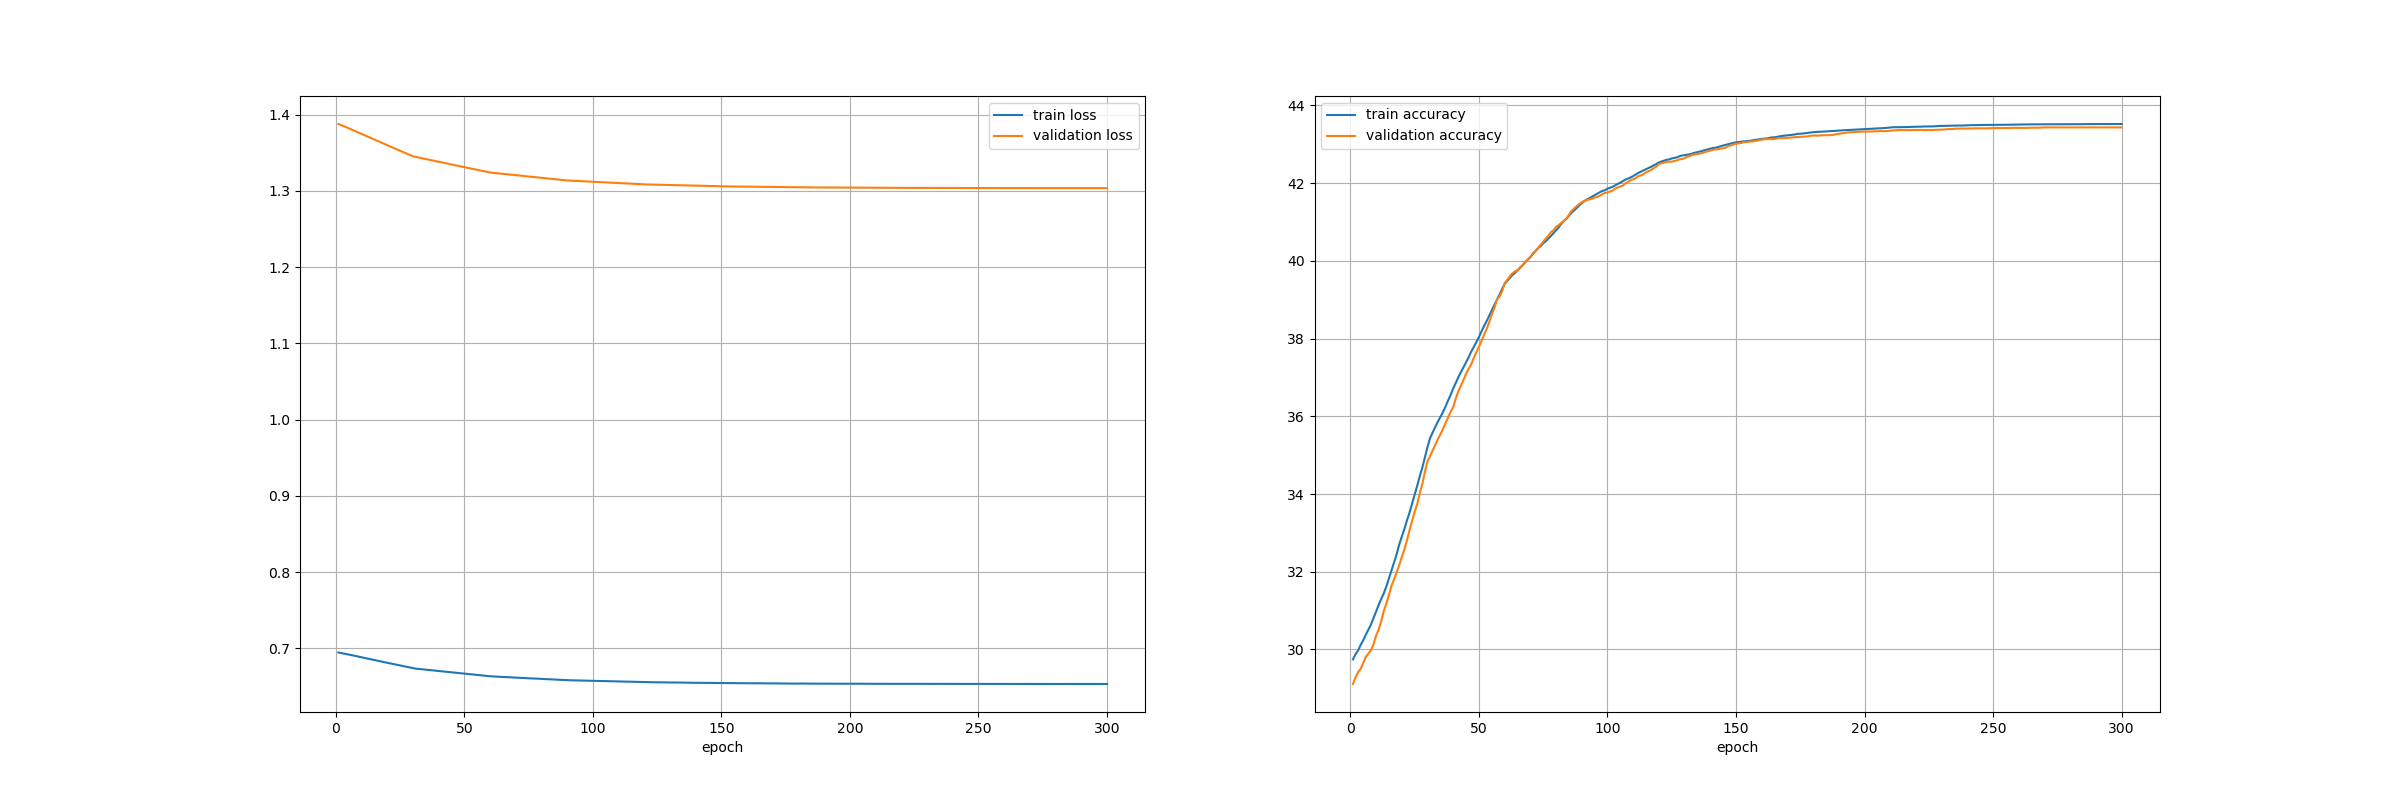 1.4
1.3
1.2
1.1
1.0
0.9
0.8
0.7
0 50 100 150 200 250 300
epoch
train loss
validation loss
44
42
40
38
36
34
32
30
0 50 100 150 200 250 300
epoch
train accuracy
validation accuracy